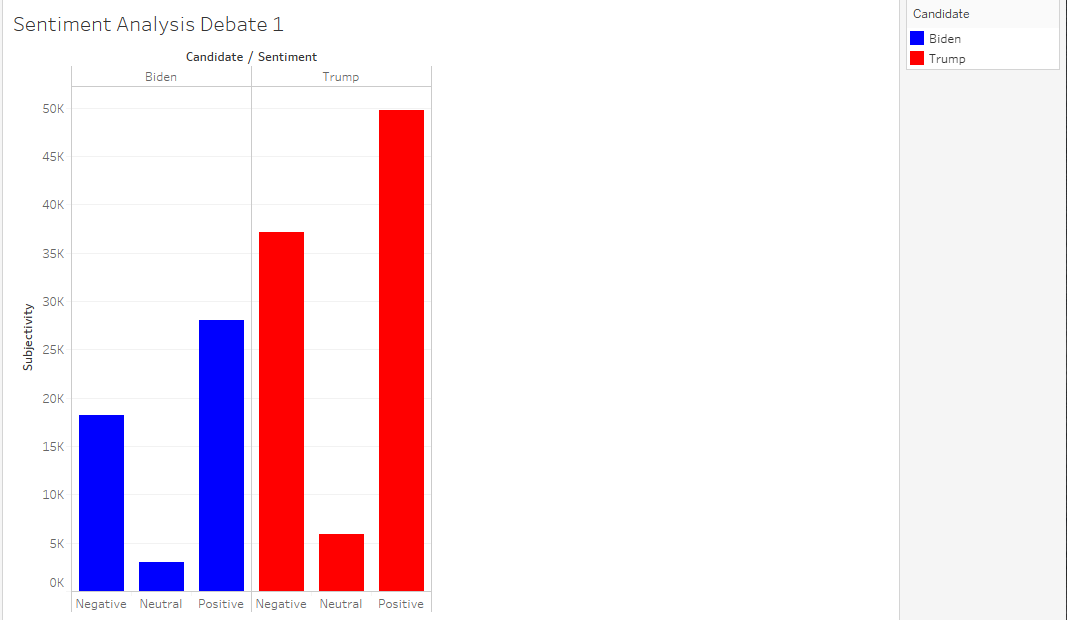 Sentiment Analysis Debate 1
Candidate / Sentiment
Biden Trump
50K
45K
40K
35K
30K
25K
20K
15K
10K
5K
0K
Subjectivity
Negative Neutral Positive Negative Neutral Positive
Candidate
Biden
Trump